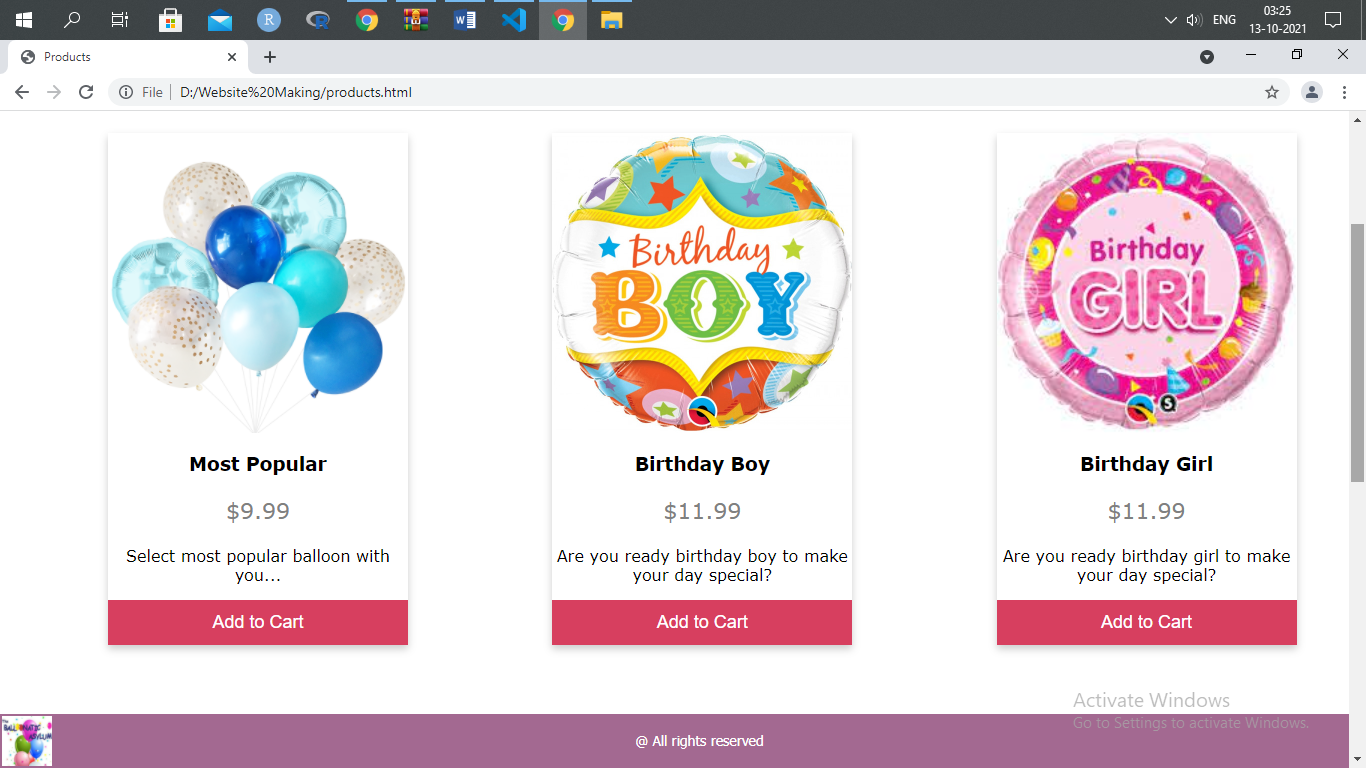 ENG
03:25
13-10-2021
Products
File
D:/Website%20Making/products.html
Birthday
BOY
Birthday
GIRL
S
Most Popular
$9.99
Select most popular balloon with
you...
Add to Cart
Birthday Boy
$11.99
Are you ready birthday boy to make
your day special?
Add to Cart
Birthday Girl
$11.99
Are you ready birthday girl to make
your day special?
Add to Cart
Activate Windows
Go to Settings to activate Windows.
@ All rights reserved